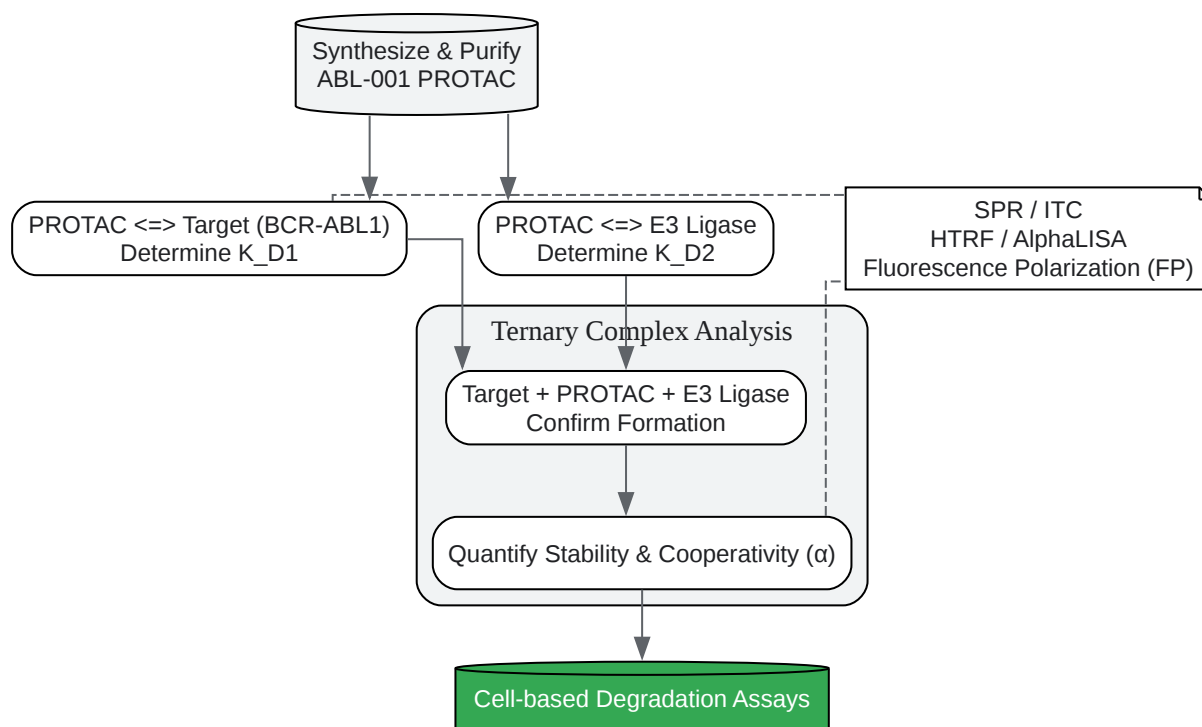 Synthesize & Purify
ABL-001 PROTAC
PROTAC <=> Target (BCR-ABL1)
Determine K_D1
PROTAC <=> E3 Ligase
Determine K_D2
SPR / ITC
HTRF / AlphaLISA
Fluorescence Polarization (FP)
Ternary Complex Analysis
Target + PROTAC + E3 Ligase
Confirm Formation
Quantify Stability & Cooperativity (α)
Cell-based Degradation Assays